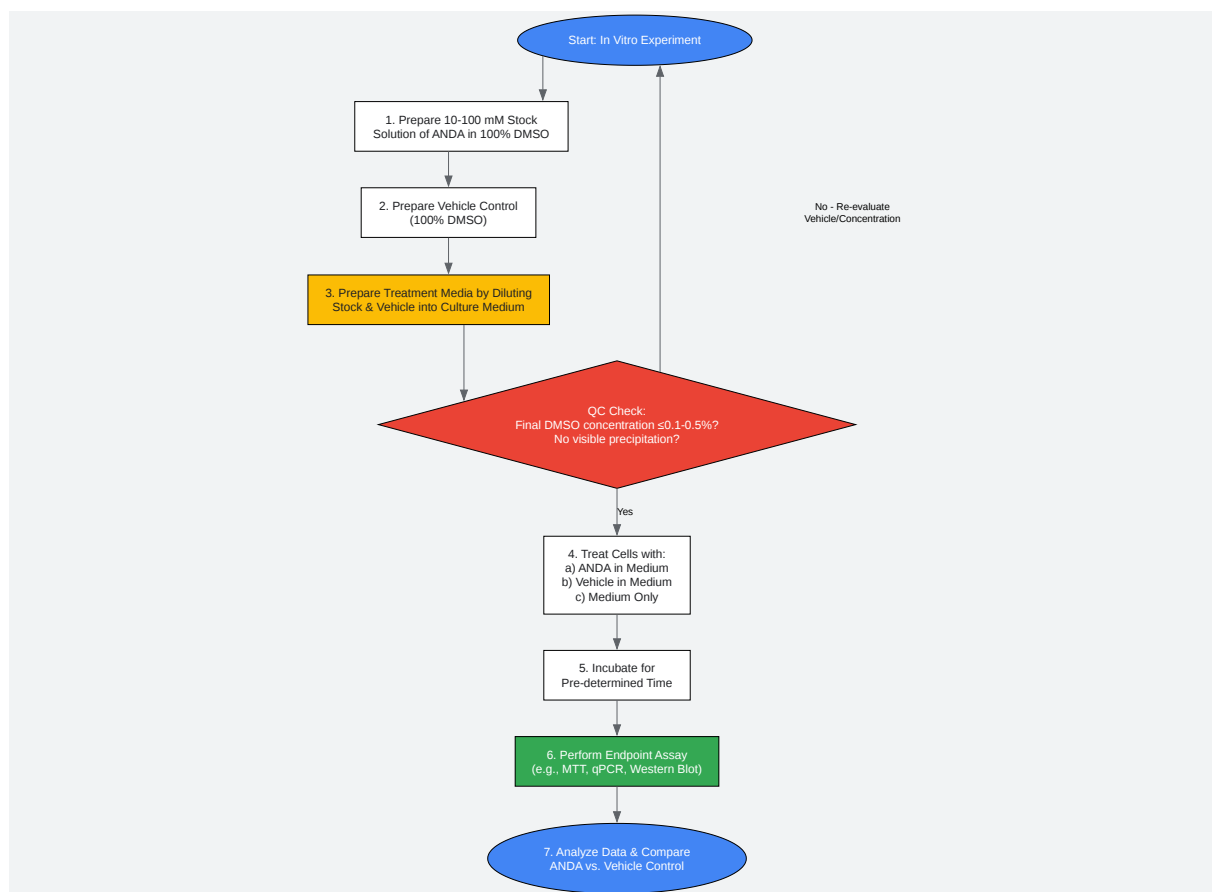 Start: In Vitro Experiment
1. Prepare 10-100 mM Stock
Solution of ANDA in 100% DMSO
2. Prepare Vehicle Control
(100% DMSO)
No - Re-evaluate
Vehicle/Concentration
3. Prepare Treatment Media by Diluting
Stock & Vehicle into Culture Medium
QC Check:
Final DMSO concentration ≤0.1-0.5%?
No visible precipitation?
Yes
4. Treat Cells with:
a) ANDA in Medium
b) Vehicle in Medium
c) Medium Only
5. Incubate for
Pre-determined Time
6. Perform Endpoint Assay
(e.g., MTT, qPCR, Western Blot)
7. Analyze Data & Compare
ANDA vs. Vehicle Control